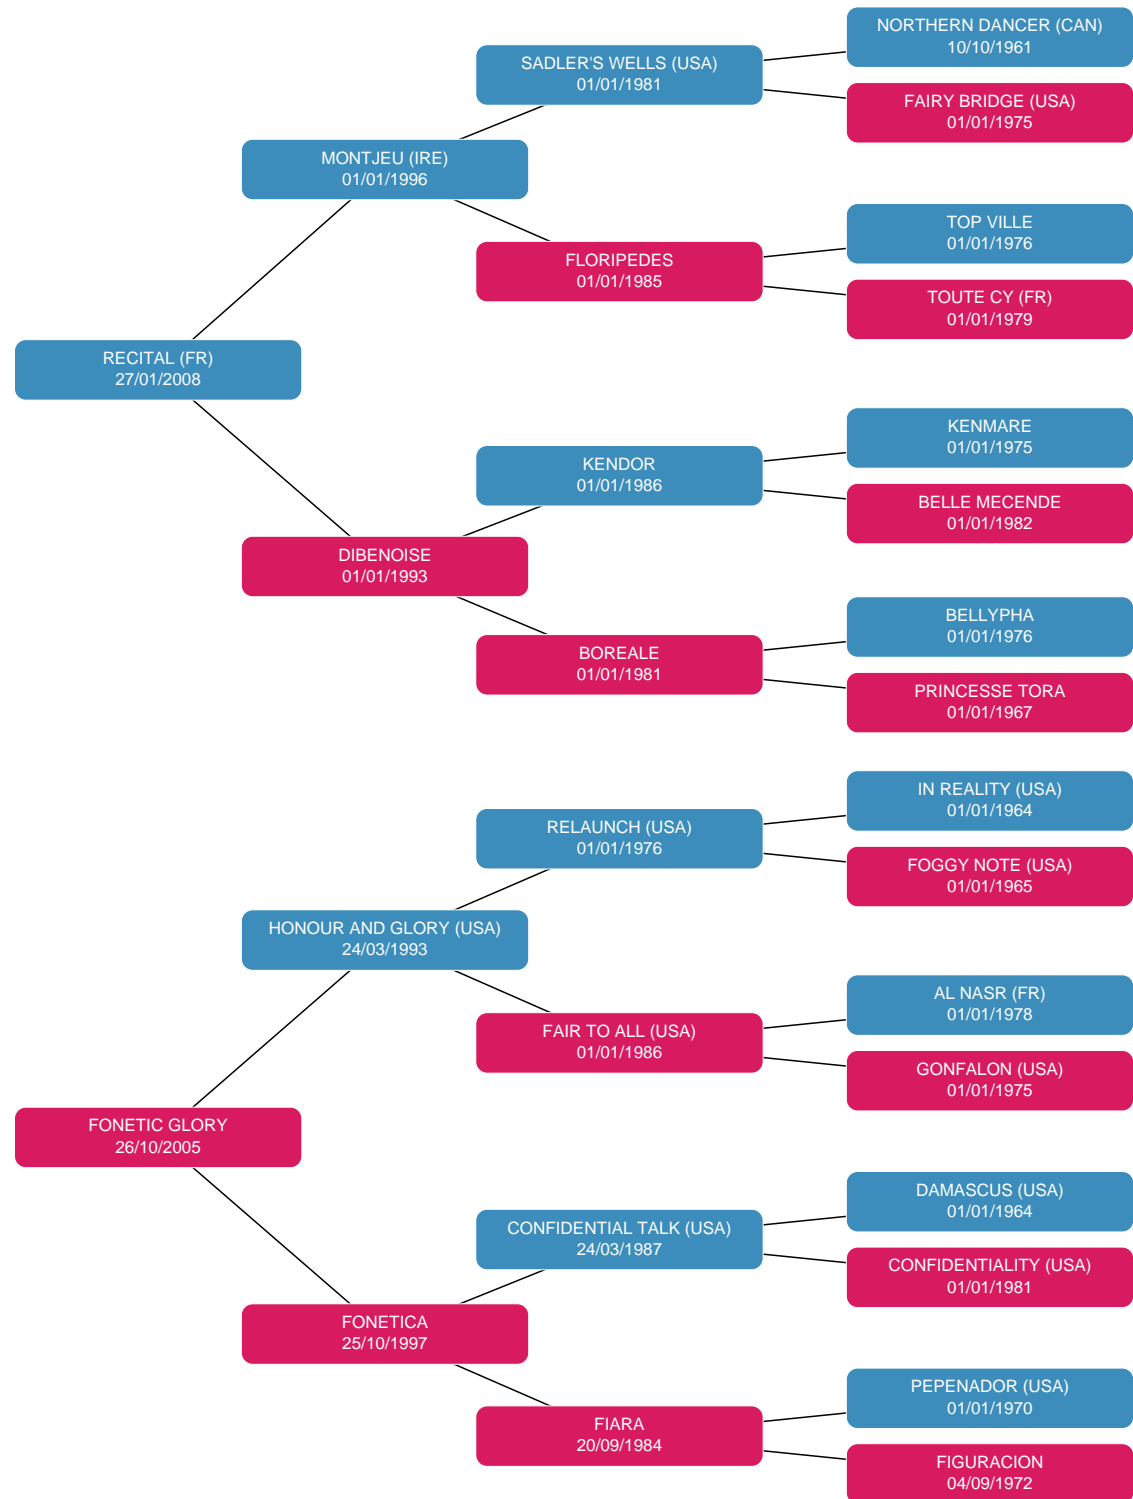 NORTHERN DANCER (CAN)
10/10/1961
SADLER'S WELLS (USA)
01/01/1981
FAIRY BRIDGE (USA)
01/01/1975
MONTJEU (IRE)
01/01/1996
TOP VILLE
01/01/1976
FLORIPEDES
01/01/1985
TOUTE CY (FR)
01/01/1979
RECITAL (FR)
27/01/2008
KENMARE
01/01/1975
KENDOR
01/01/1986
BELLE MECENDE
01/01/1982
DIBENOISE
01/01/1993
BELLYPHA
01/01/1976
BOREALE
01/01/1981
PRINCESSE TORA
01/01/1967
IN REALITY (USA)
01/01/1964
RELAUNCH (USA)
01/01/1976
FOGGY NOTE (USA)
01/01/1965
HONOUR AND GLORY (USA)
24/03/1993
AL NASR (FR)
01/01/1978
FAIR TO ALL (USA)
01/01/1986
GONFALON (USA)
01/01/1975
FONETIC GLORY
26/10/2005
DAMASCUS (USA)
01/01/1964
CONFIDENTIAL TALK (USA)
24/03/1987
CONFIDENTIALITY (USA)
01/01/1981
FONETICA
25/10/1997
PEPENADOR (USA)
01/01/1970
FIARA
20/09/1984
FIGURACION
04/09/1972